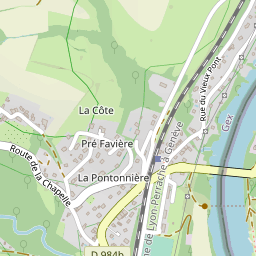 Rue du Vieux Pont
La Côte
Gex
Pré Favière
Route de la Chapelle
La Pontonnière
ne de Lyon-Perrache à Genève
D 984b